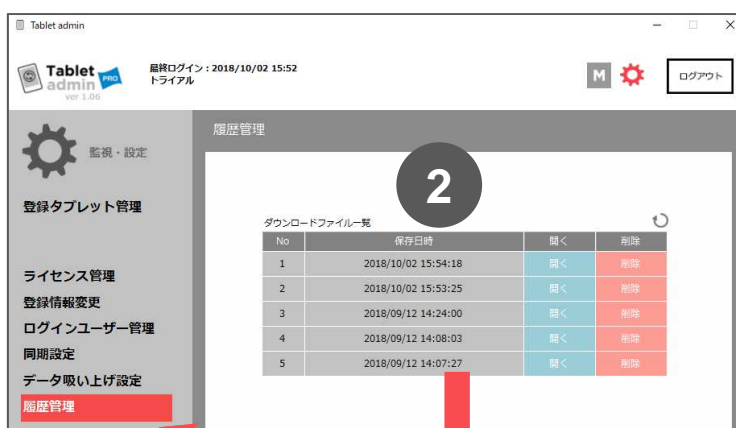 Tablet admin
Tablet
admin PRO
ver 1.06
最終ログイン : 2018/10/02 15:52
トライアル
M
ログアウト
監視・設定
登録タブレット管理
ライセンス管理
登録情報変更
ログインユーザー管理
同期設定
データ吸い上げ設定
履歴管理
履歴管理
2
ダウンロードファイル一覧
No 保存日時 開く 削除
1 2018/10/02 15:54:18 開く 削除
2 2018/10/02 15:53:25 開く 削除
3 2018/09/12 14:24:00 開く 削除
4 2018/09/12 14:08:03 開く 削除
5 2018/09/12 14:07:27 開く 削除